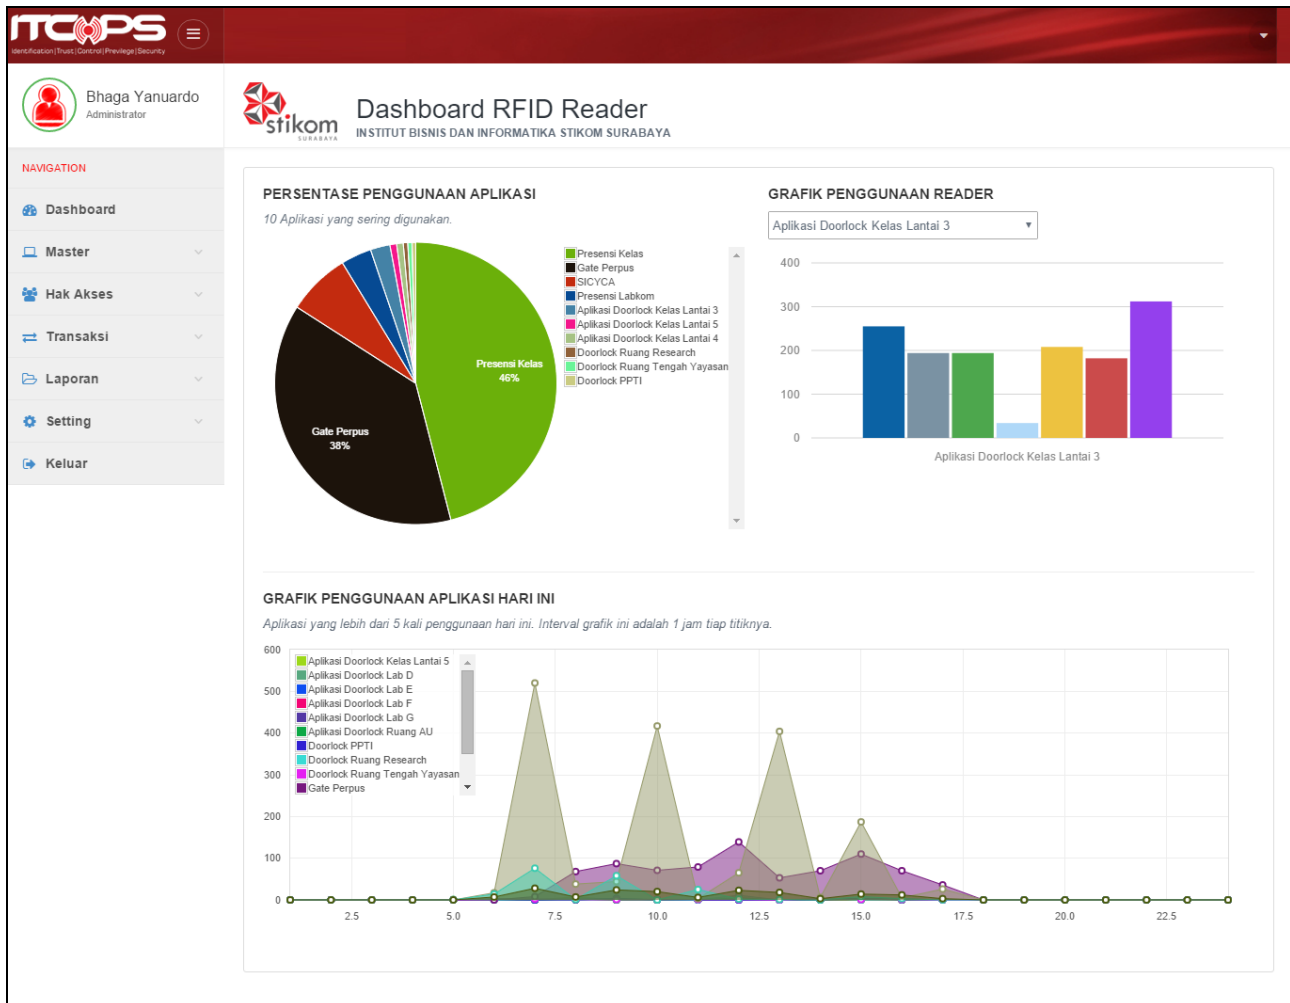 ITCOPS
Identification|Trust|Control|Previlege|Security
Bhaga Yanuardo
Administrator
stikom
SURABAYA
Dashboard RFID Reader
INSTITUT BISNIS DAN INFORMATIKA STIKOM SURABAYA
NAVIGATION
Dashboard
Master
Hak Akses
Transaksi
Laporan
Setting
Keluar
PERSENTASE PENGGUNAAN APLIKASI
10 Aplikasi yang sering digunakan.
Presensi Kelas
46%
Gate Perpus
38%
Presensi Kelas
Gate Perpus
SICYCA
Presensi Labkom
Aplikasi Doorlock Kelas Lantai 3
Aplikasi Doorlock Kelas Lantai 5
Aplikasi Doorlock Kelas Lantai 4
Doorlock Ruang Research
Doorlock Ruang Tengah Yayasan
Doorlock PPTI
GRAFIK PENGGUNAAN READER
Aplikasi Doorlock Kelas Lantai 3
400
300
200
100
0
Aplikasi Doorlock Kelas Lantai 3
GRAFIK PENGGUNAAN APLIKASI HARI INI
Aplikasi yang lebih dari 5 kali penggunaan hari ini. Interval grafik ini adalah 1 jam tiap titiknya.
600
500
400
300
200
100
0
Aplikasi Doorlock Kelas Lantai 5
Aplikasi Doorlock Lab D
Aplikasi Doorlock Lab E
Aplikasi Doorlock Lab F
Aplikasi Doorlock Lab G
Aplikasi Doorlock Ruang AU
Doorlock PPTI
Doorlock Ruang Research
Doorlock Ruang Tengah Yayasan
Gate Perpus
2.5 5.0 7.5 10.0 12.5 15.0 17.5 20.0 22.5